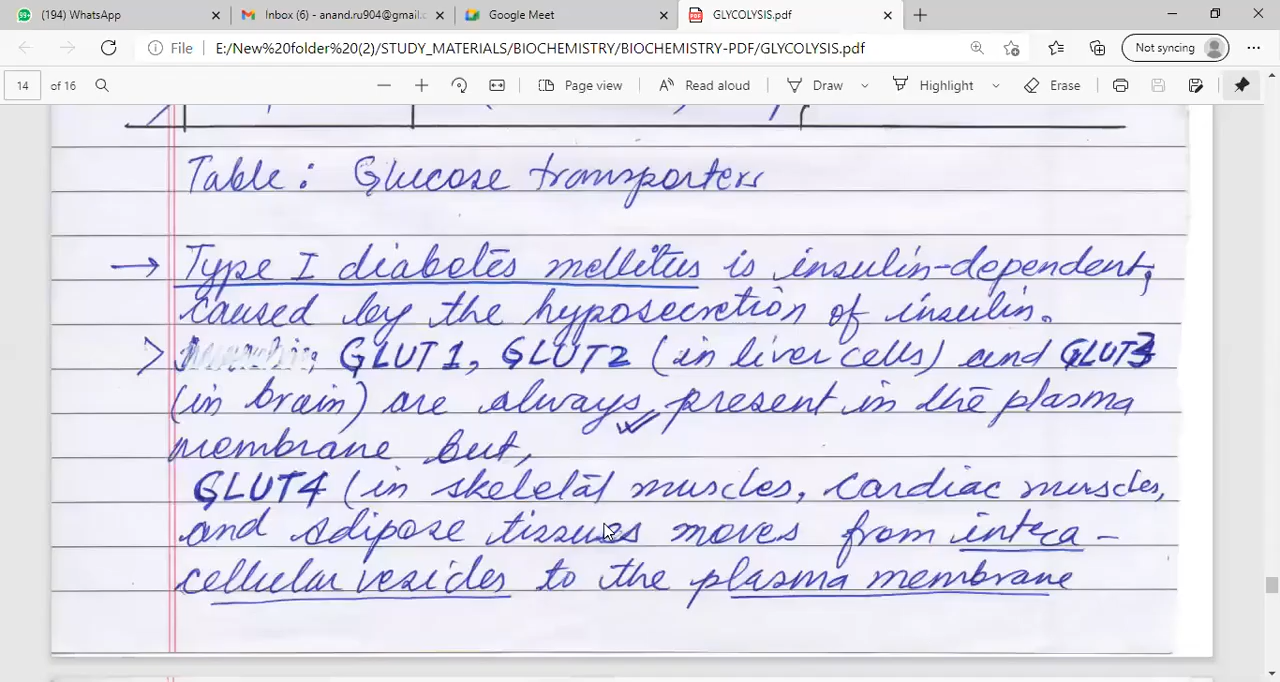 (194) WhatsApp
Inbox (6) - anand.ru904@gmail.c
Google Meet
GLYCOLYSIS.pdf
File
E:/New%20folder%20(2)/STUDY_MATERIALS/BIOCHEMISTRY/BIOCHEMISTRY-PDF/GLYCOLYSIS.pdf
Not syncing
14 of 16
Page view
Read aloud
Draw
Highlight
Erase
Table: Glucose transporters
→ Type I diabetes mellitus is insulin-dependent,
caused by the hyposecretion of insulin.
> GLUT1, GLUT2 (in liver cells) and GLUT3
(in brain) are always present in the plasma
membrane but,
GLUT4 (in skeletal muscles, cardiac muscles,
and adipose tissues moves from intra-
cellular vesicles to the plasma membrane